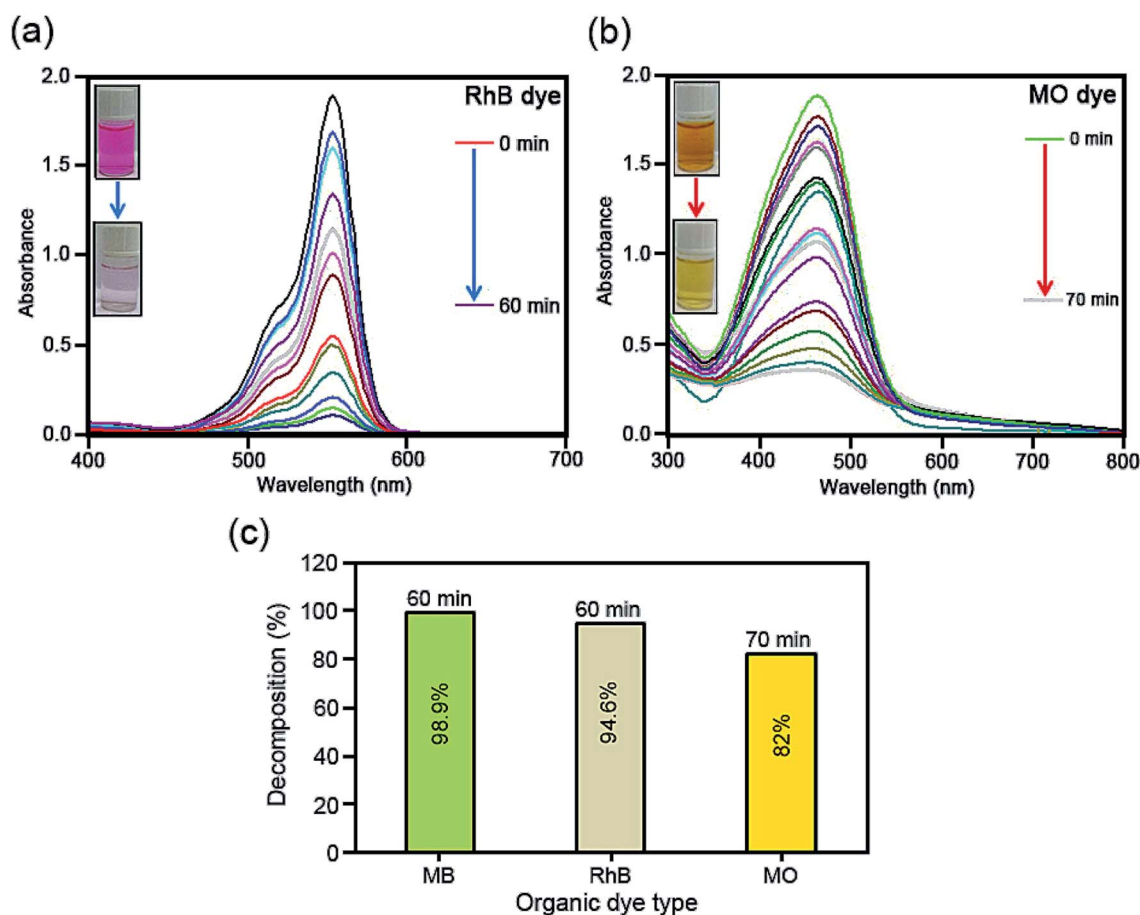 (a)
2.0
1.5
1.0
0.5
0.0
Absorbance
RhB dye
0 min
60 min
400
500
600
700
Wavelength (nm)
(b)
2.0
1.5
1.0
0.5
0.0
Absorbance
MO dye
0 min
70 min
300
400
500
600
700
800
Wavelength (nm)
(c)
120
100
80
60
40
20
0
Decomposition (%)
60 min
60 min
70 min
98.9%
94.6%
82%
MB
RhB
MO
Organic dye type